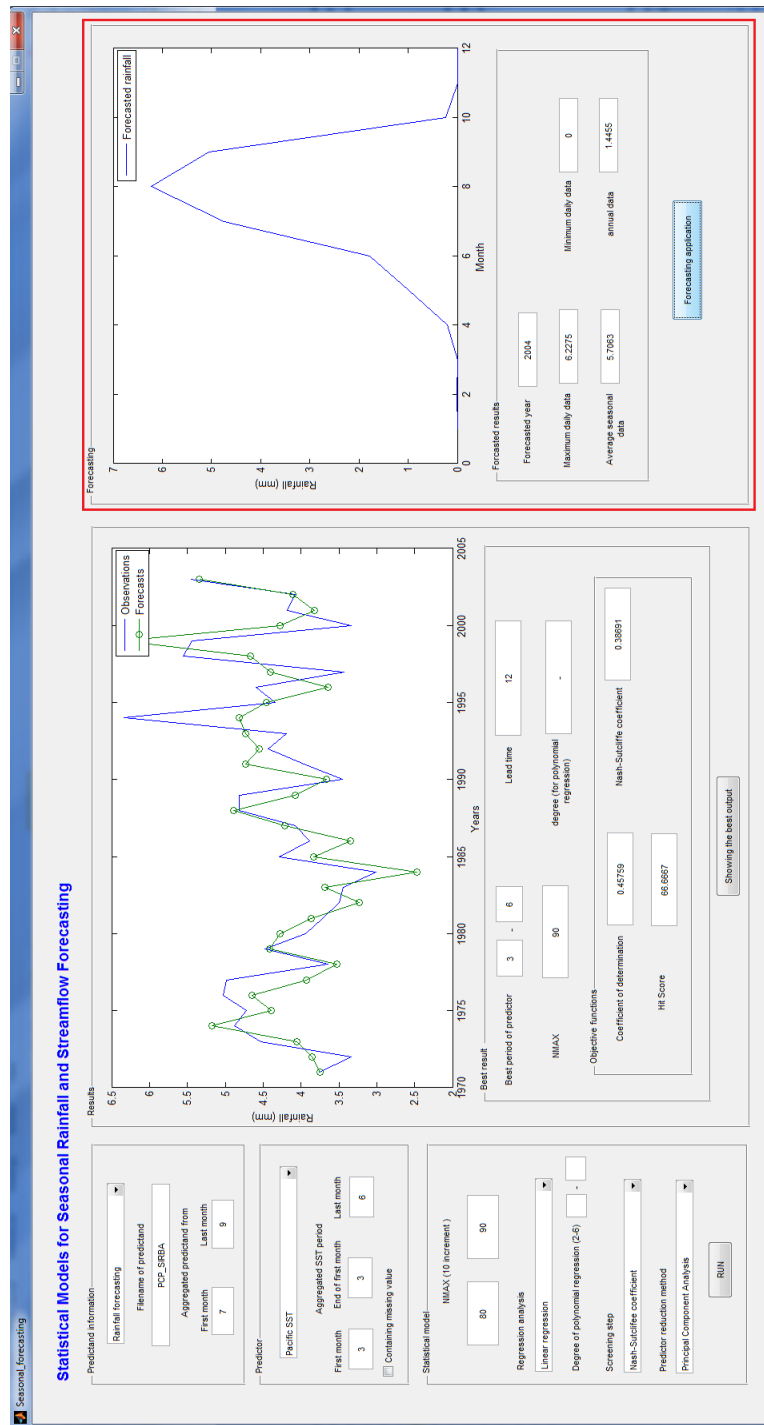 Seasonal_forecasting
Statistical Models for Seasonal Rainfall and Streamflow Forecasting
Predictand information
Rainfall forecasting
Filename of predictand
PCP_SIRBA
Aggregated predictand from
First month
Last month
7
9
Predictor
Pacific SST
Aggregated SST period
First month
End of first month
Last month
3
3
6
Containing missing value
Statistical model
NMAX (10 increment )
80
90
Regression analysis
Linear regression
Degree of polynomial regression (2-6)
-
Screening step
Nash-Sutcliffee coefficient
Predictor reduction method
Principal Component Analysis
RUN
Results
6.5
6
5.5
5
4.5
4
3.5
3
2.5
2
Rainfall (mm)
1970
1975
1980
1985
1990
1995
2000
2005
Years
Observations
Forecasts
Best result
Best period of predictor
3
-
6
Lead time
12
NMAX
90
degree (for polynomial
regression)
-
Objective functions
Coefficient of determination
0.45759
Nash-Sutcliffe coefficient
0.38691
Hit Score
66.6667
Showing the best output
Forecasting
7
6
5
4
3
2
1
0
Rainfall (mm)
0
2
4
6
8
10
12
Month
Forecasted rainfall
Forcasted results
Forecasted year
2004
Maximum daily data
6.2275
Minimum daily data
0
Average seasonal
data
5.7063
annual data
1.4455
Forecasting application